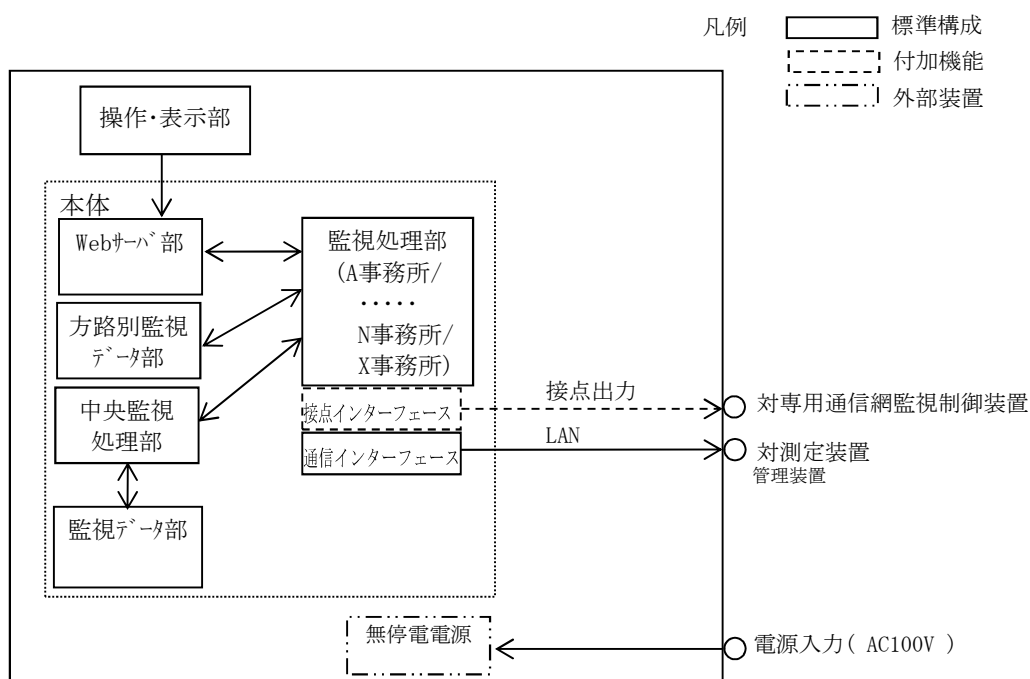 凡例
標準構成
付加機能
外部装置
操作・表示部
本体
Webｻｰﾊﾞ部
監視処理部
(A事務所/
・・・・・
N事務所/
X事務所)
方路別監視
ﾃﾞｰﾀ部
中央監視
処理部
接点インターフェース
接点出力
対専用通信網監視制御装置
通信インターフェース
LAN
対測定装置
管理装置
監視ﾃﾞｰﾀ部
無停電電源
電源入力( AC100V )